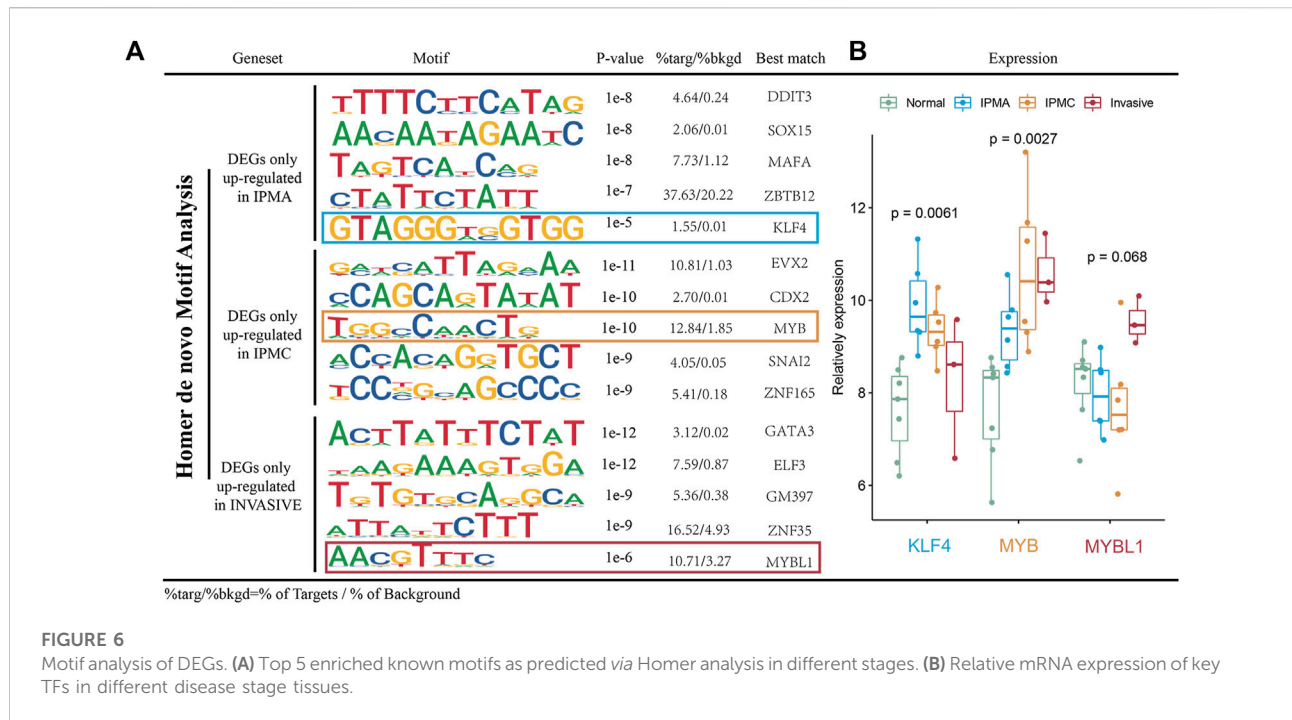 A
B
Geneset Motif P-value %targ/%bkgd Best match Expression
Homer de novo Motif Analysis
DEGs only
up-regulated
in IPMA
TTTTCTTCATAG 1e-8 4.64/0.24 DDIT3
AACAATAGAATC 1e-8 2.06/0.01 SOX15
TAGTCATCAG 1e-8 7.73/1.12 MAFA
CTATTCTATT 1e-7 37.63/20.22 ZBTB12
GTAGGGTGGTGG 1e-5 1.55/0.01 KLF4
DEGs only
up-regulated
in IPMC
1e-11 10.81/1.03 EVX2
CCAGCAGTATAT 1e-10 2.70/0.01 CDX2
TGGCCAACTG 1e-10 12.84/1.85 MYB
ACCACAGGTGCT 1e-9 4.05/0.05 SNAI2
1e-9 5.41/0.18 ZNF165
DEGs only
up-regulated
in INVASIVE
ACTTATTTCTAT 1e-12 3.12/0.02 GATA3
TAAGAAAGTGGA 1e-12 7.59/0.87 ELF3
TGTGTGCAGGCA 1e-9 5.36/0.38 GM397
ATTATTCTTT 1e-9 16.52/4.93 ZNF35
AACGTTTC 1e-6 10.71/3.27 MYBL1
%targ/%bkgd=% of Targets / % of Background
Normal IPMA IPMC Invasive
p = 0.0027
p = 0.0061
p = 0.068
Relatively expression
12
10
8
6
KLF4 MYB MYBL1
FIGURE 6
Motif analysis of DEGs. (A) Top 5 enriched known motifs as predicted via Homer analysis in different stages. (B) Relative mRNA expression of key
TFs in different disease stage tissues.